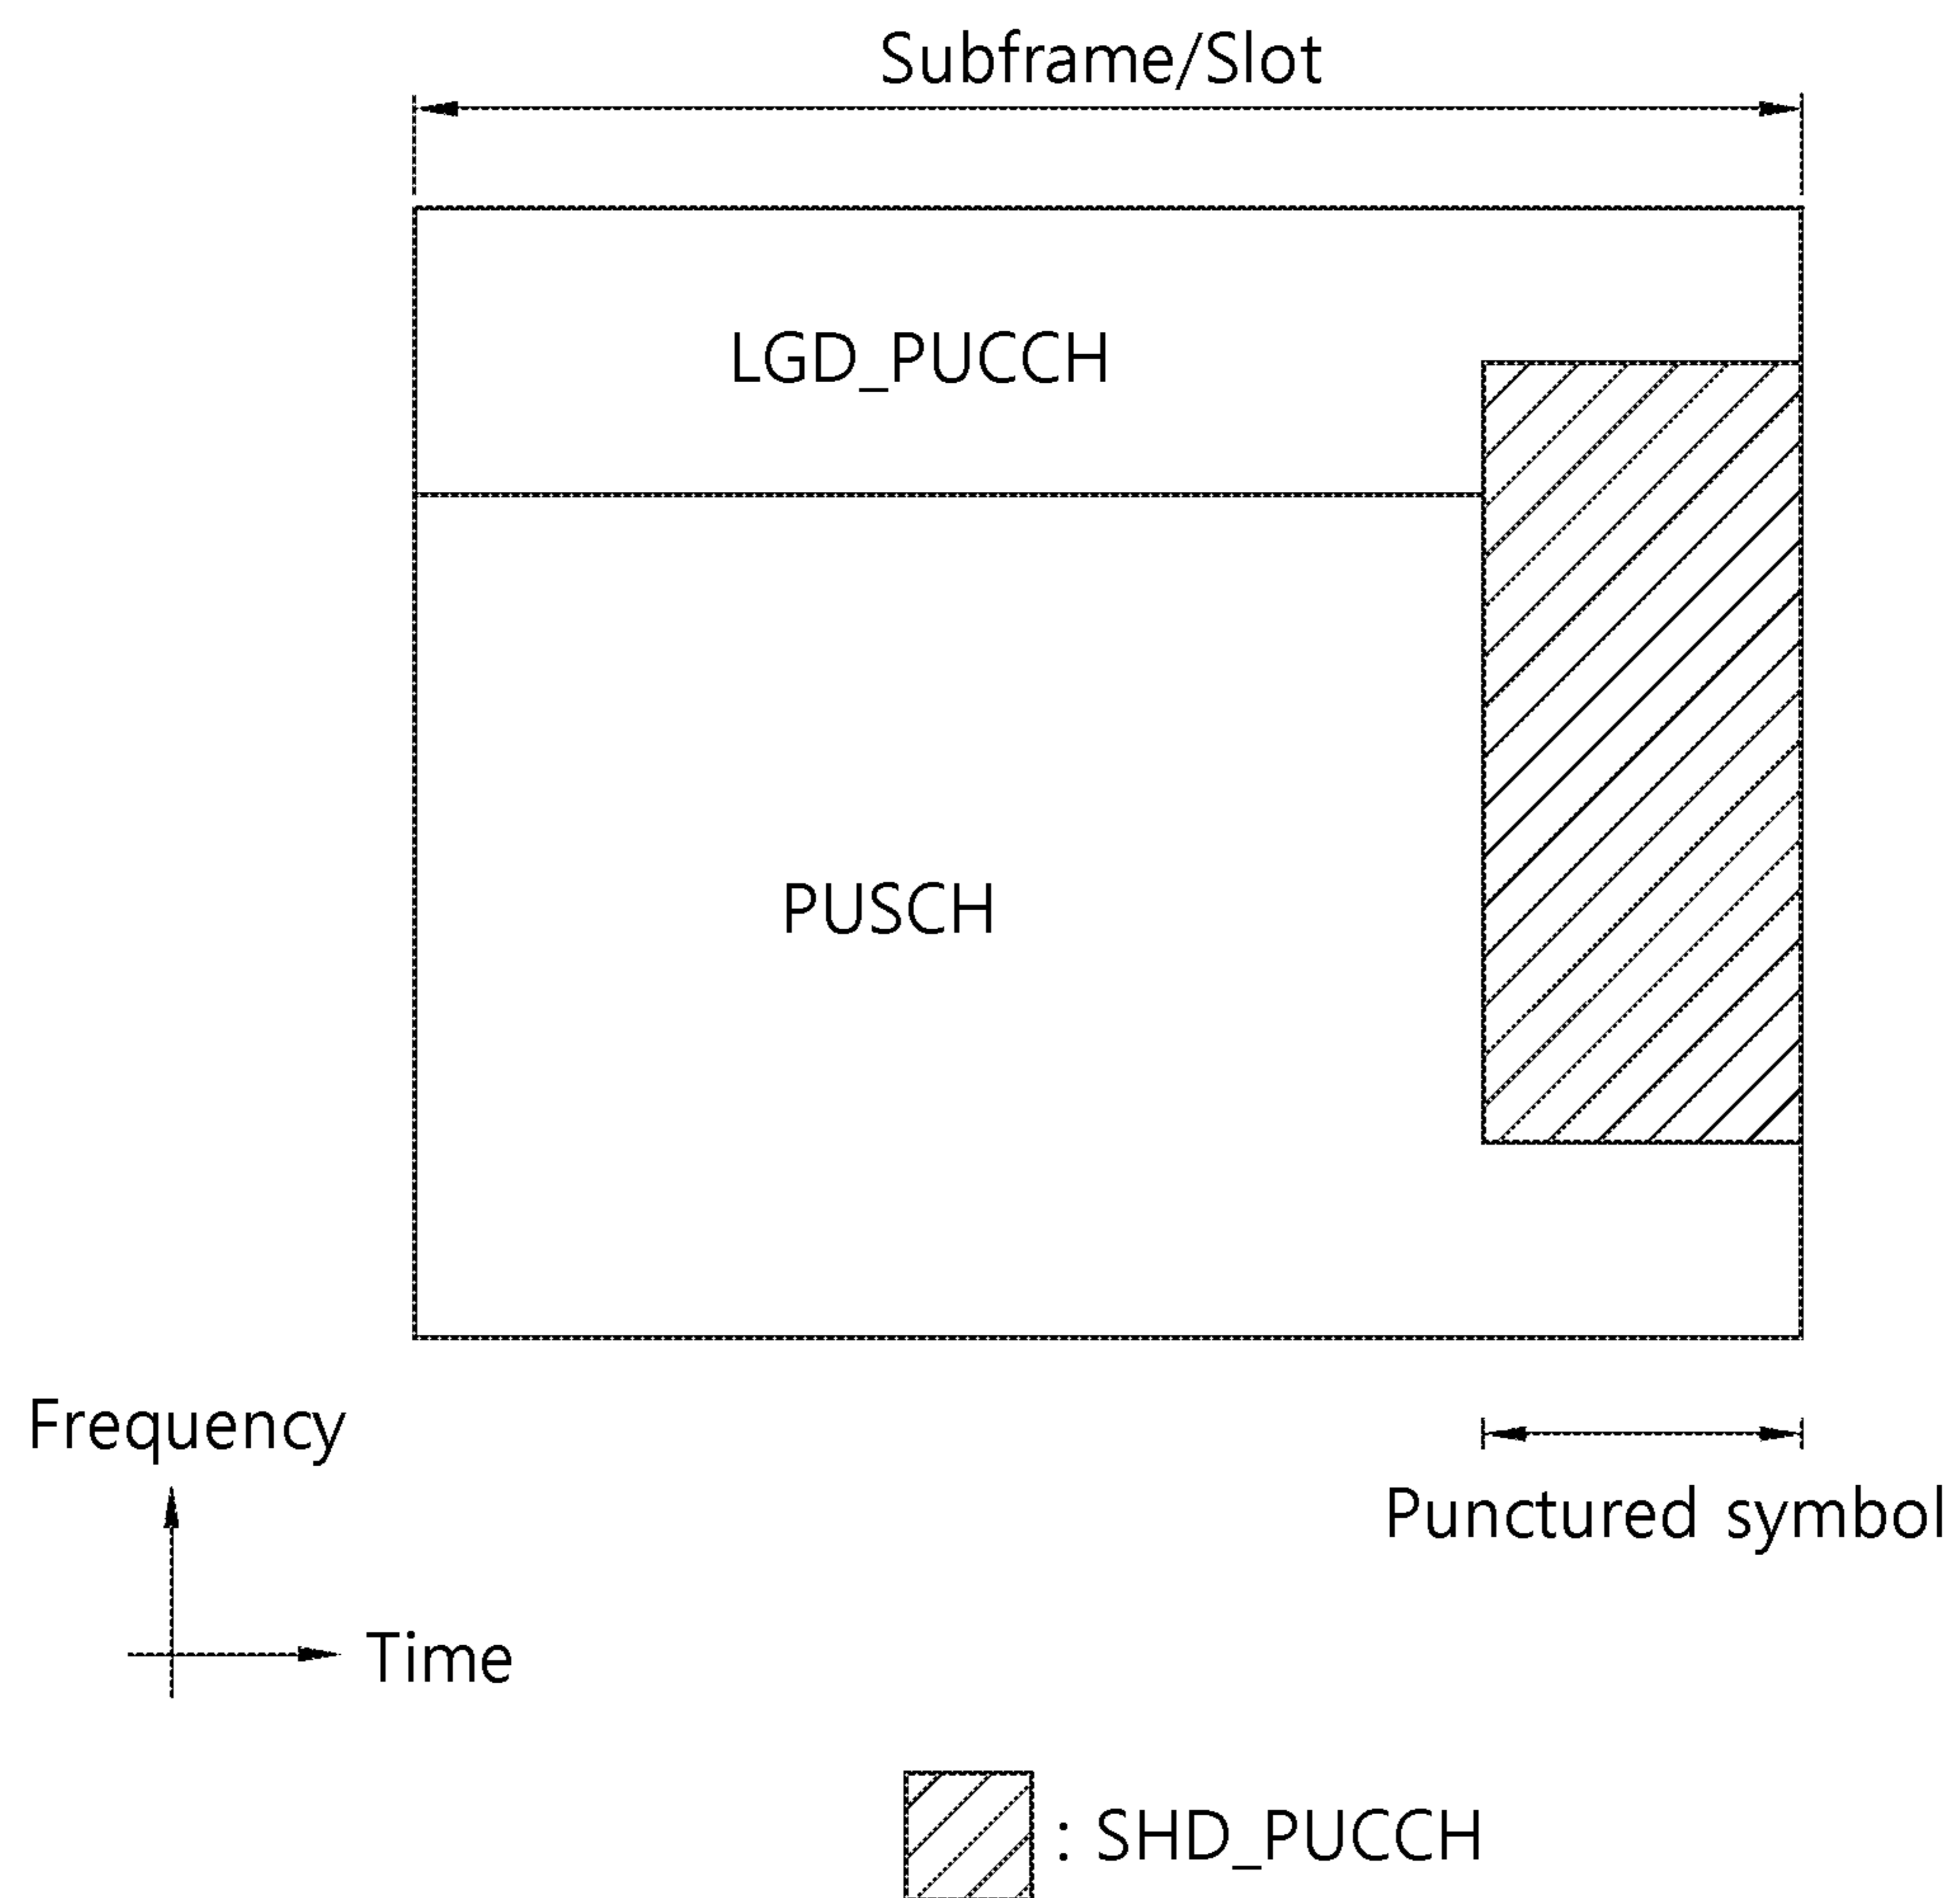 Subframe/Slot
LGD_PUCCH
PUSCH
Frequency
Punctured symbol
Time
: SHD_PUCCH